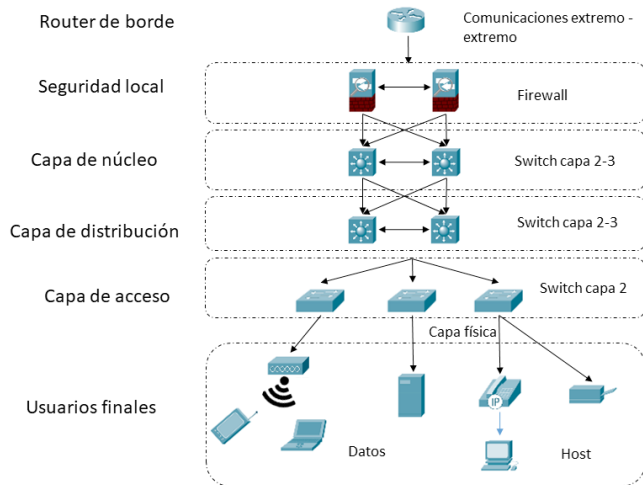 Router de borde
Comunicaciones extremo -
extremo
Seguridad local
Firewall
Capa de núcleo
Switch capa 2-3
Capa de distribución
Switch capa 2-3
Capa de acceso
Switch capa 2
Capa física
Usuarios finales
IP
Datos
Host